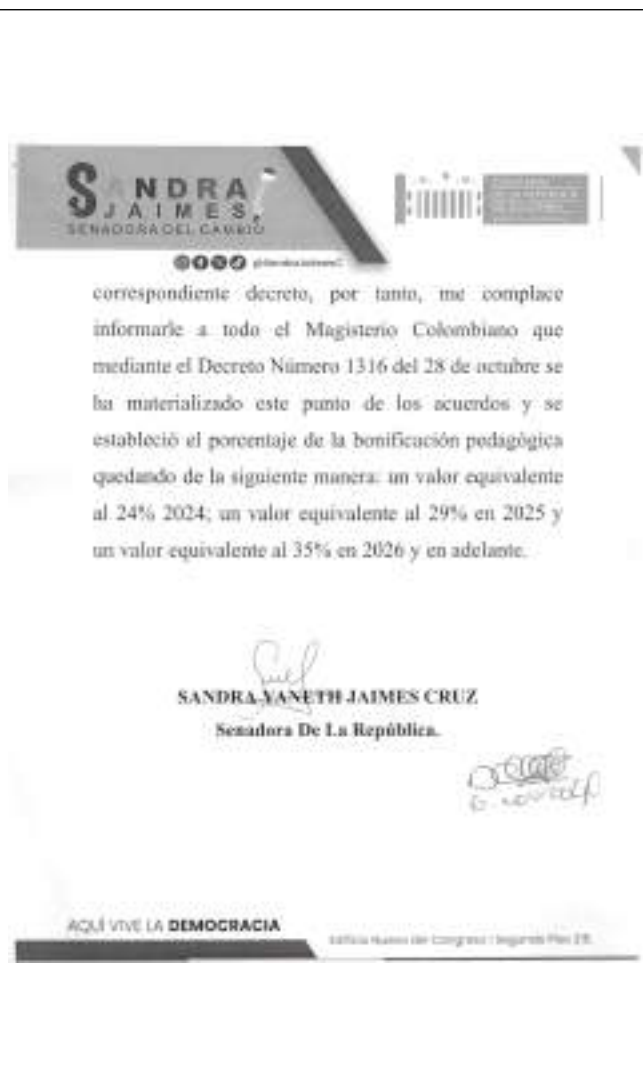 SANDRA
JAIMES
SENADORA DEL CAMBIO
correspondiente decreto, por tanto, me complace
informarle a todo el Magisterio Colombiano que
mediante el Decreto Número 1316 del 28 de octubre se
ha materializado este punto de los acuerdos y se
estableció el porcentaje de la bonificación pedagógica
quedando de la siguiente manera: un valor equivalente
al 24% 2024; un valor equivalente al 29% en 2025 y
un valor equivalente al 35% en 2026 y en adelante.
SANDRA YANETH JAIMES CRUZ
Senadora De La República.
AQUÍ VIVE LA DEMOCRACIA
Edificio Nuevo del Congreso